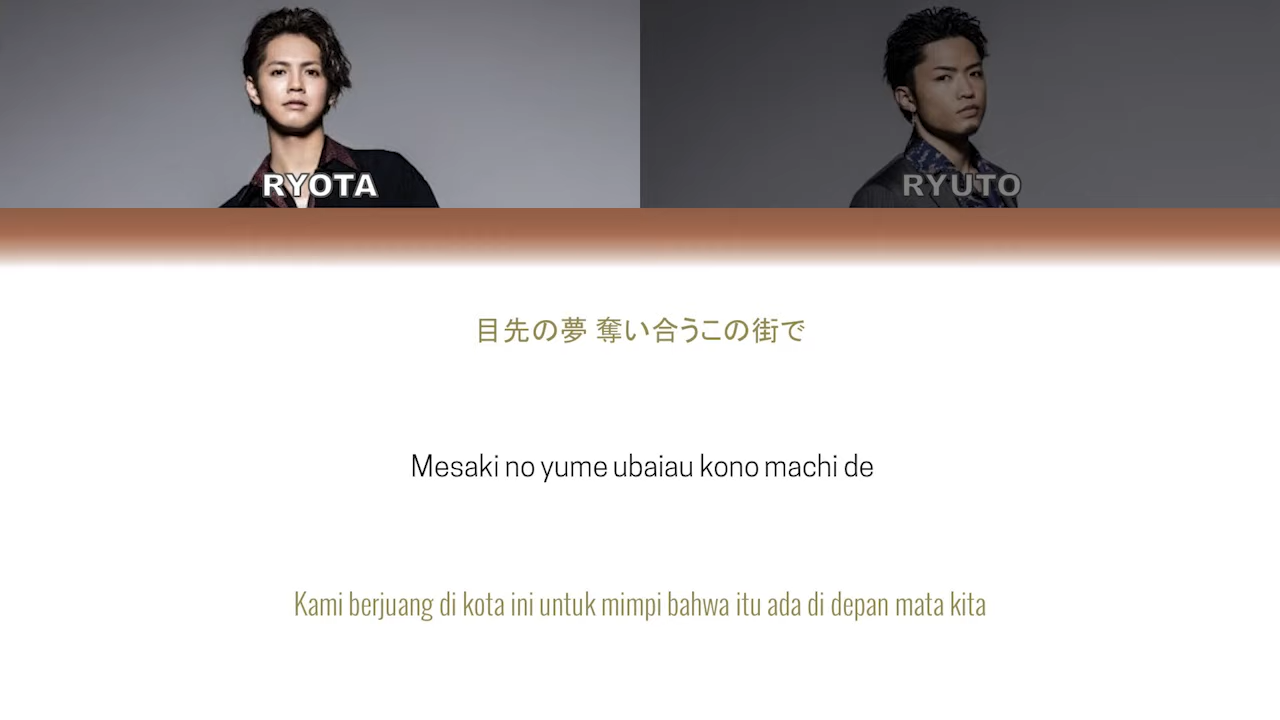 RYOTA
RYUTO
目先の夢 奪い合うこの街で
Mesaki no yume ubaiau kono machi de
Kami berjuang di kota ini untuk mimpi bahwa itu ada di depan mata kita